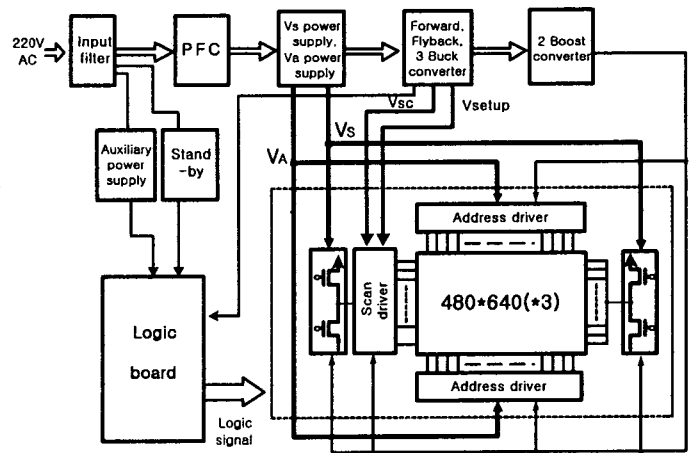 220V
AC
Input
filter
PFC
Vs power
supply,
Va power
supply
Forward,
Flyback,
3 Buck
converter
2 Boost
converter
Vsc
Vsetup
Vs
VA
Auxiliary
power
supply
Stand
-by
Address driver
Scan
driver
480*640(*3)
Logic
board
Address driver
Logic
signal